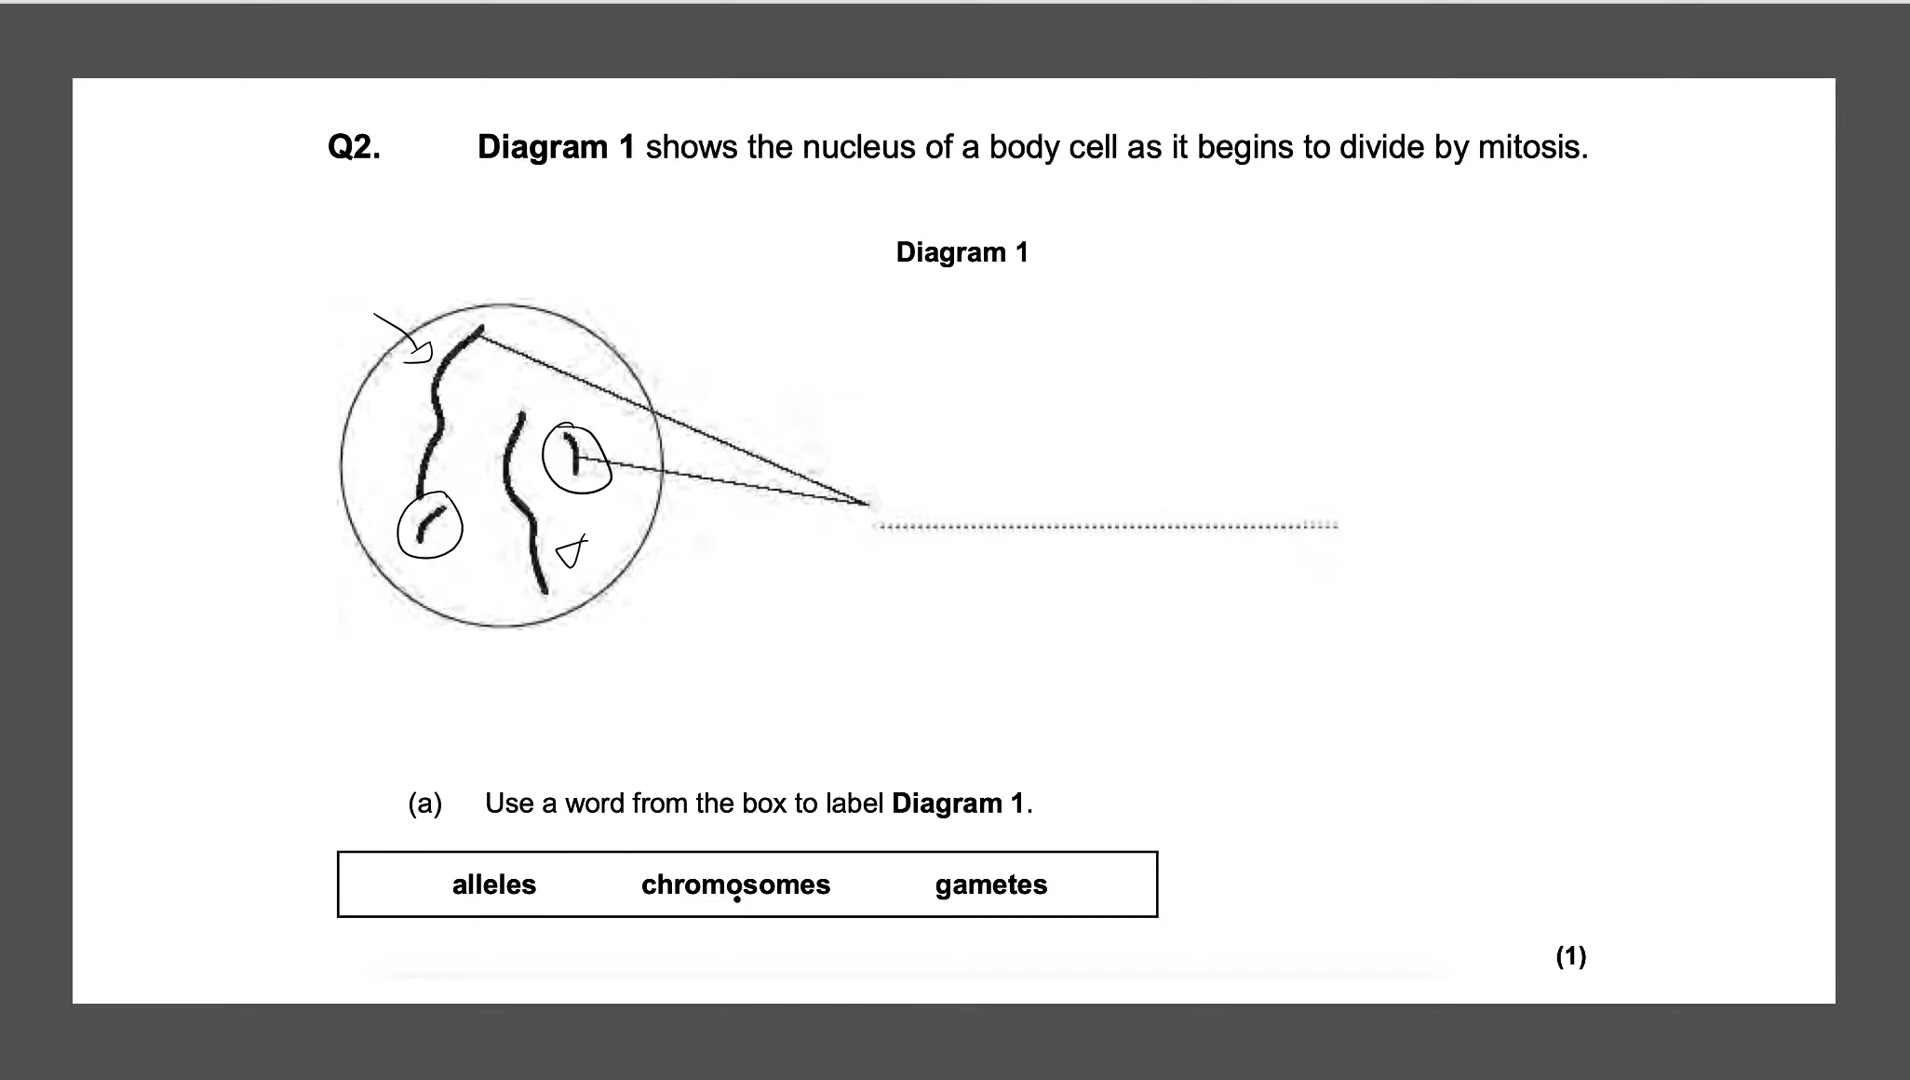 Q2. Diagram 1 shows the nucleus of a body cell as it begins to divide by mitosis.
Diagram 1
(a) Use a word from the box to label Diagram 1.
alleles chromosomes gametes
(1)